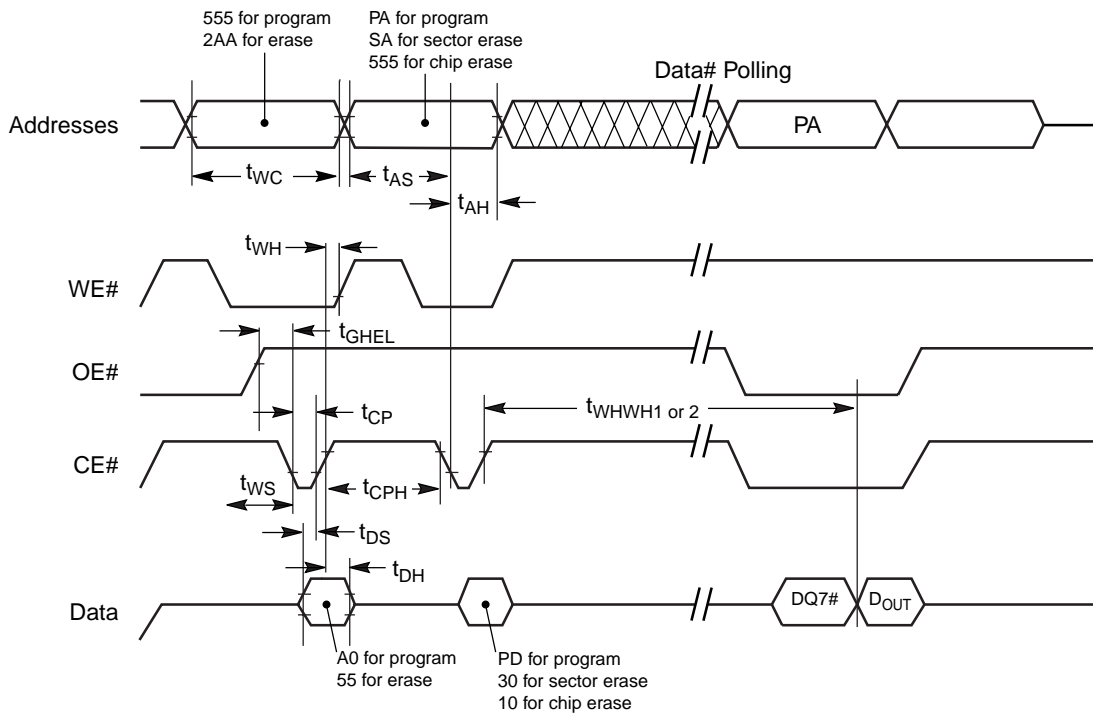 555 for program
2AA for erase
PA for program
SA for sector erase
555 for chip erase
Data# Polling
Addresses
PA
tWC
tAS
tAH
tWH
WE#
tGHEL
OE#
tWHWH1 or 2
tCP
CE#
tWS
tCPH
tDS
tDH
Data
DQ7#
DOUT
A0 for program
55 for erase
PD for program
30 for sector erase
10 for chip erase